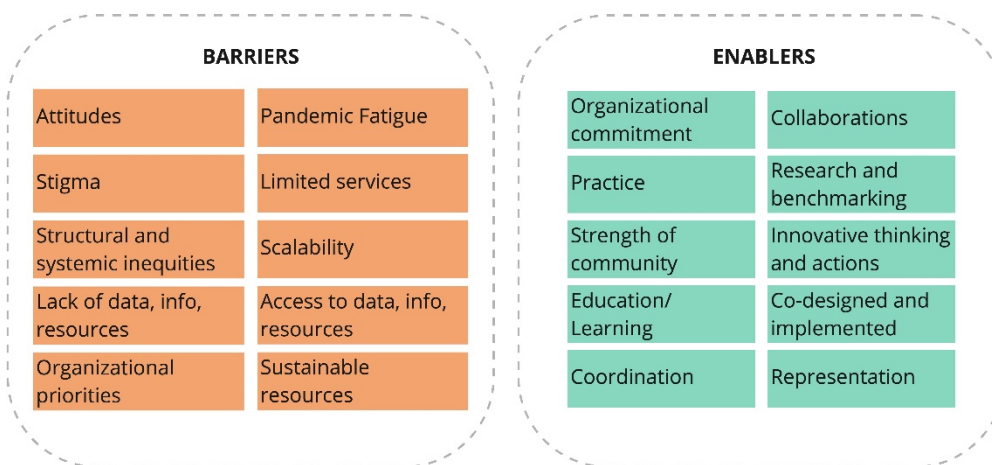 BARRIERS
Attitudes
Pandemic Fatigue
Stigma
Limited services
Structural and
systemic inequities
Scalability
Lack of data, info,
resources
Access to data, info,
resources
Organizational
priorities
Sustainable
resources
ENABLERS
Organizational
commitment
Collaborations
Practice
Research and
benchmarking
Strength of
community
Innovative thinking
and actions
Education/
Learning
Co-designed and
implemented
Coordination
Representation